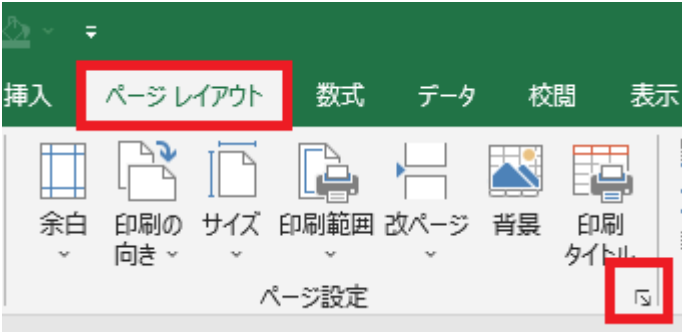 挿入 ページ レイアウト 数式 データ 校閲 表示
余白 印刷の向き サイズ 印刷範囲 改ページ 背景 印刷タイトル
ページ設定